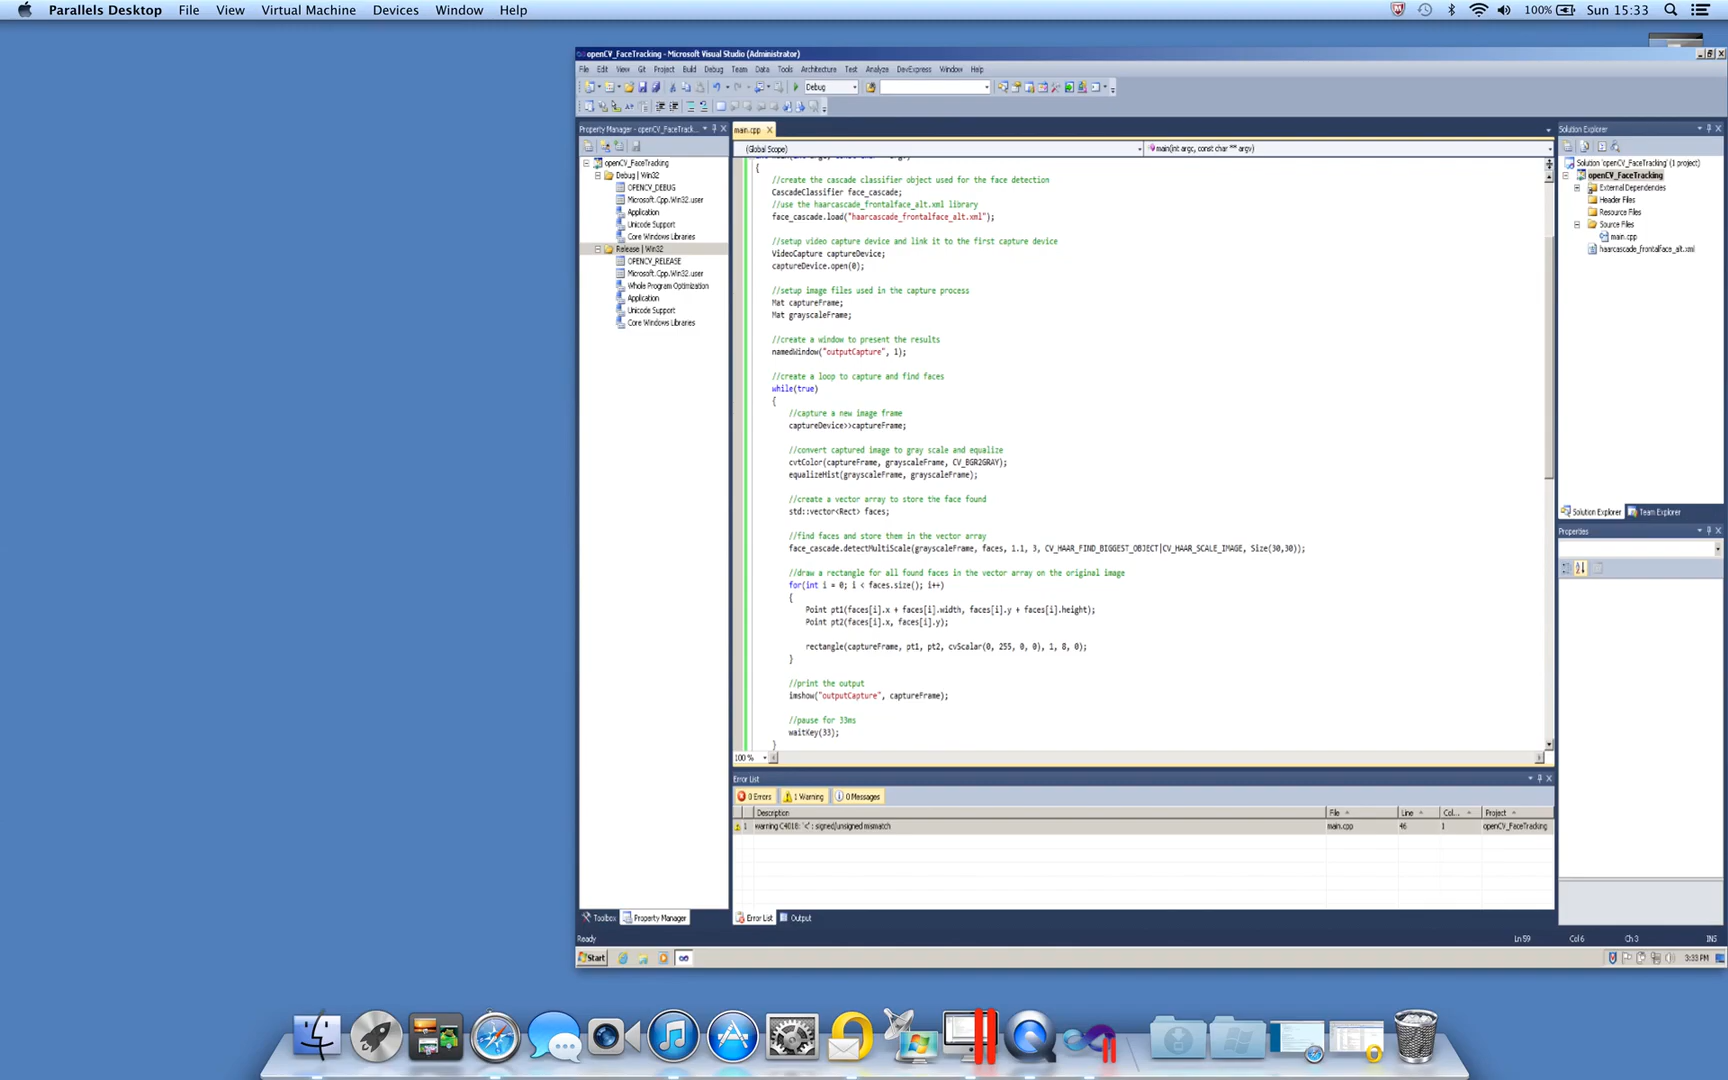 Parallels Desktop File View Virtual Machine Devices Window Help 100% Sun 15:33
openCV_FaceTracking - Microsoft Visual Studio (Administrator)
File Edit View Git Project Build Debug Team Data Tools Architecture Test Analyze DevExpress Window Help
Debug
Property Manager - openCV_FaceTrack...
openCV_FaceTracking
Debug | Win32
OPENCV_DEBUG
Microsoft.Cpp.Win32.user
Application
Unicode Support
Core Windows Libraries
Release | Win32
OPENCV_RELEASE
Microsoft.Cpp.Win32.user
Whole Program Optimization
Application
Unicode Support
Core Windows Libraries
Toolbox Property Manager
main.cpp
(Global Scope) main(int argc, const char ** argv)
{
//create the cascade classifier object used for the face detection
CascadeClassifier face_cascade;
//use the haarcascade_frontalface_alt.xml library
face_cascade.load("haarcascade_frontalface_alt.xml");
//setup video capture device and link it to the first capture device
VideoCapture captureDevice;
captureDevice.open(0);
//setup image files used in the capture process
Mat captureFrame;
Mat grayscaleFrame;
//create a window to present the results
namedWindow("outputCapture", 1);
//create a loop to capture and find faces
while(true)
{
//capture a new image frame
captureDevice>>captureFrame;
//convert captured image to gray scale and equalize
cvtColor(captureFrame, grayscaleFrame, CV_BGR2GRAY);
equalizeHist(grayscaleFrame, grayscaleFrame);
//create a vector array to store the face found
std::vector<Rect> faces;
//find faces and store them in the vector array
face_cascade.detectMultiScale(grayscaleFrame, faces, 1.1, 3, CV_HAAR_FIND_BIGGEST_OBJECT|CV_HAAR_SCALE_IMAGE, Size(30,30));
//draw a rectangle for all found faces in the vector array on the original image
for(int i = 0; i < faces.size(); i++)
{
Point pt1(faces[i].x + faces[i].width, faces[i].y + faces[i].height);
Point pt2(faces[i].x, faces[i].y);
rectangle(captureFrame, pt1, pt2, cvScalar(0, 255, 0, 0), 1, 8, 0);
}
//print the output
imshow("outputCapture", captureFrame);
//pause for 33ms
waitKey(33);
}
100 %
Error List
0 Errors 1 Warning 0 Messages
Description File Line Col... Project
1 warning C4018: '<' : signed/unsigned mismatch main.cpp 46 1 openCV_FaceTracking
Error List Output
Solution Explorer
Solution 'openCV_FaceTracking' (1 project)
openCV_FaceTracking
External Dependencies
Header Files
Resource Files
Source Files
main.cpp
haarcascade_frontalface_alt.xml
Solution Explorer Team Explorer
Properties
Ready Ln 59 Col 6 Ch 3 INS
Start 3:33 PM